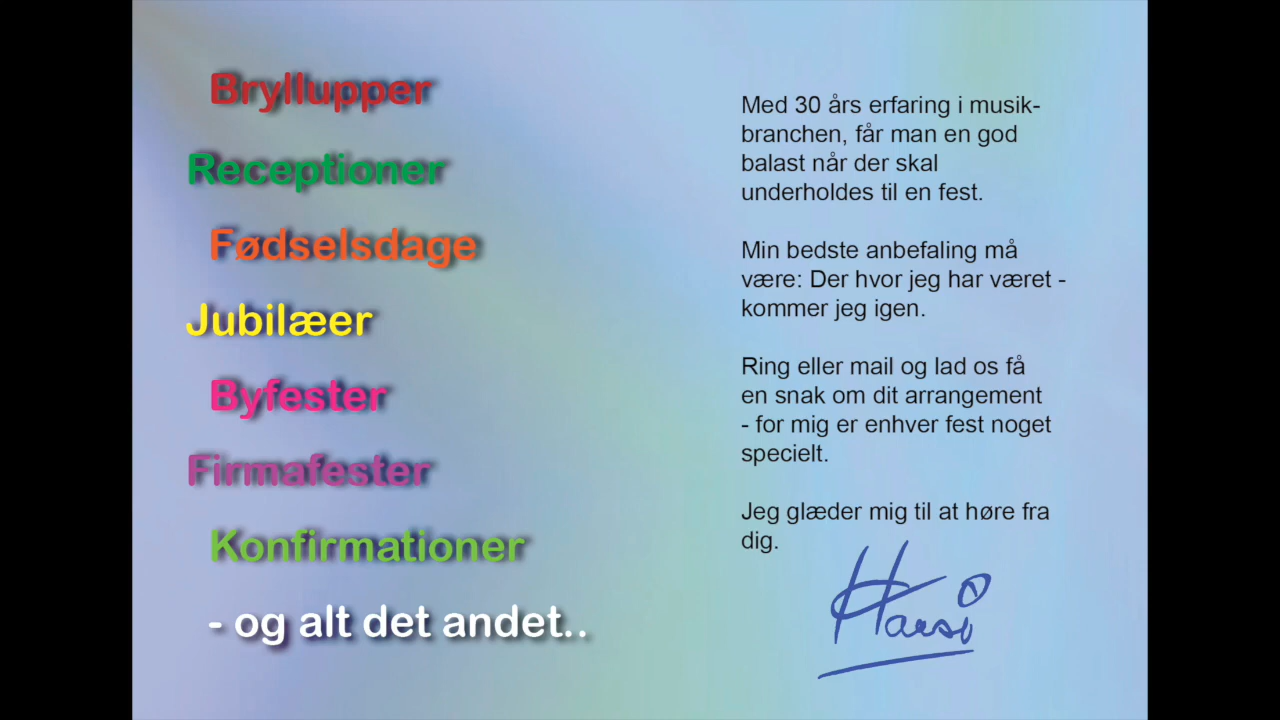 Bryllupper
Receptioner
Fødselsdage
Jubilæer
Byfester
Firmafester
Konfirmationer
- og alt det andet..
Med 30 års erfaring i musik-
branchen, får man en god
balast når der skal
underholdes til en fest.
Min bedste anbefaling må
være: Der hvor jeg har været -
kommer jeg igen.
Ring eller mail og lad os få
en snak om dit arrangement
- for mig er enhver fest noget
specielt.
Jeg glæder mig til at høre fra
dig.